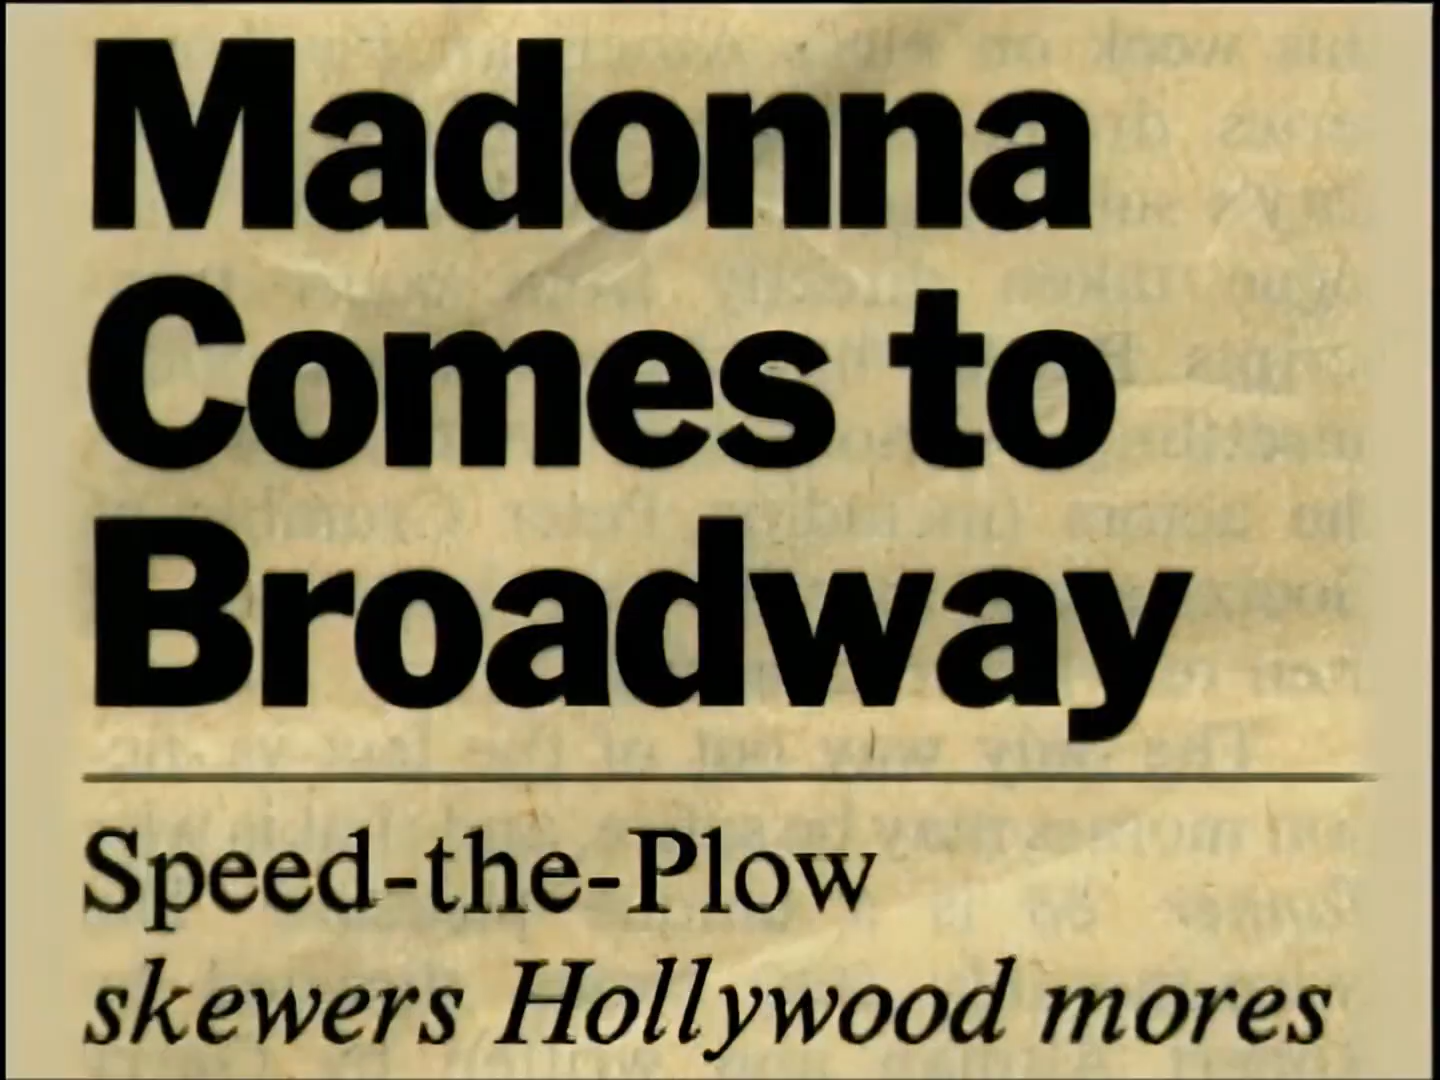 Madonna
Comes to
Broadway
Speed-the-Plow
skewers Hollywood mores